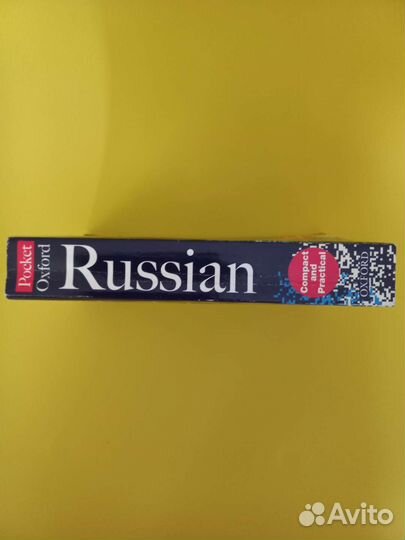 Pocket
Oxford
Russian
Compact
and
Practical
OXFORD
Avito